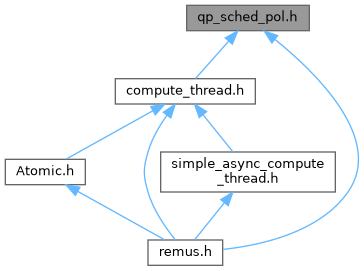 qp_sched_pol.h
compute_thread.h
Atomic.h
simple_async_compute
_thread.h
remus.h